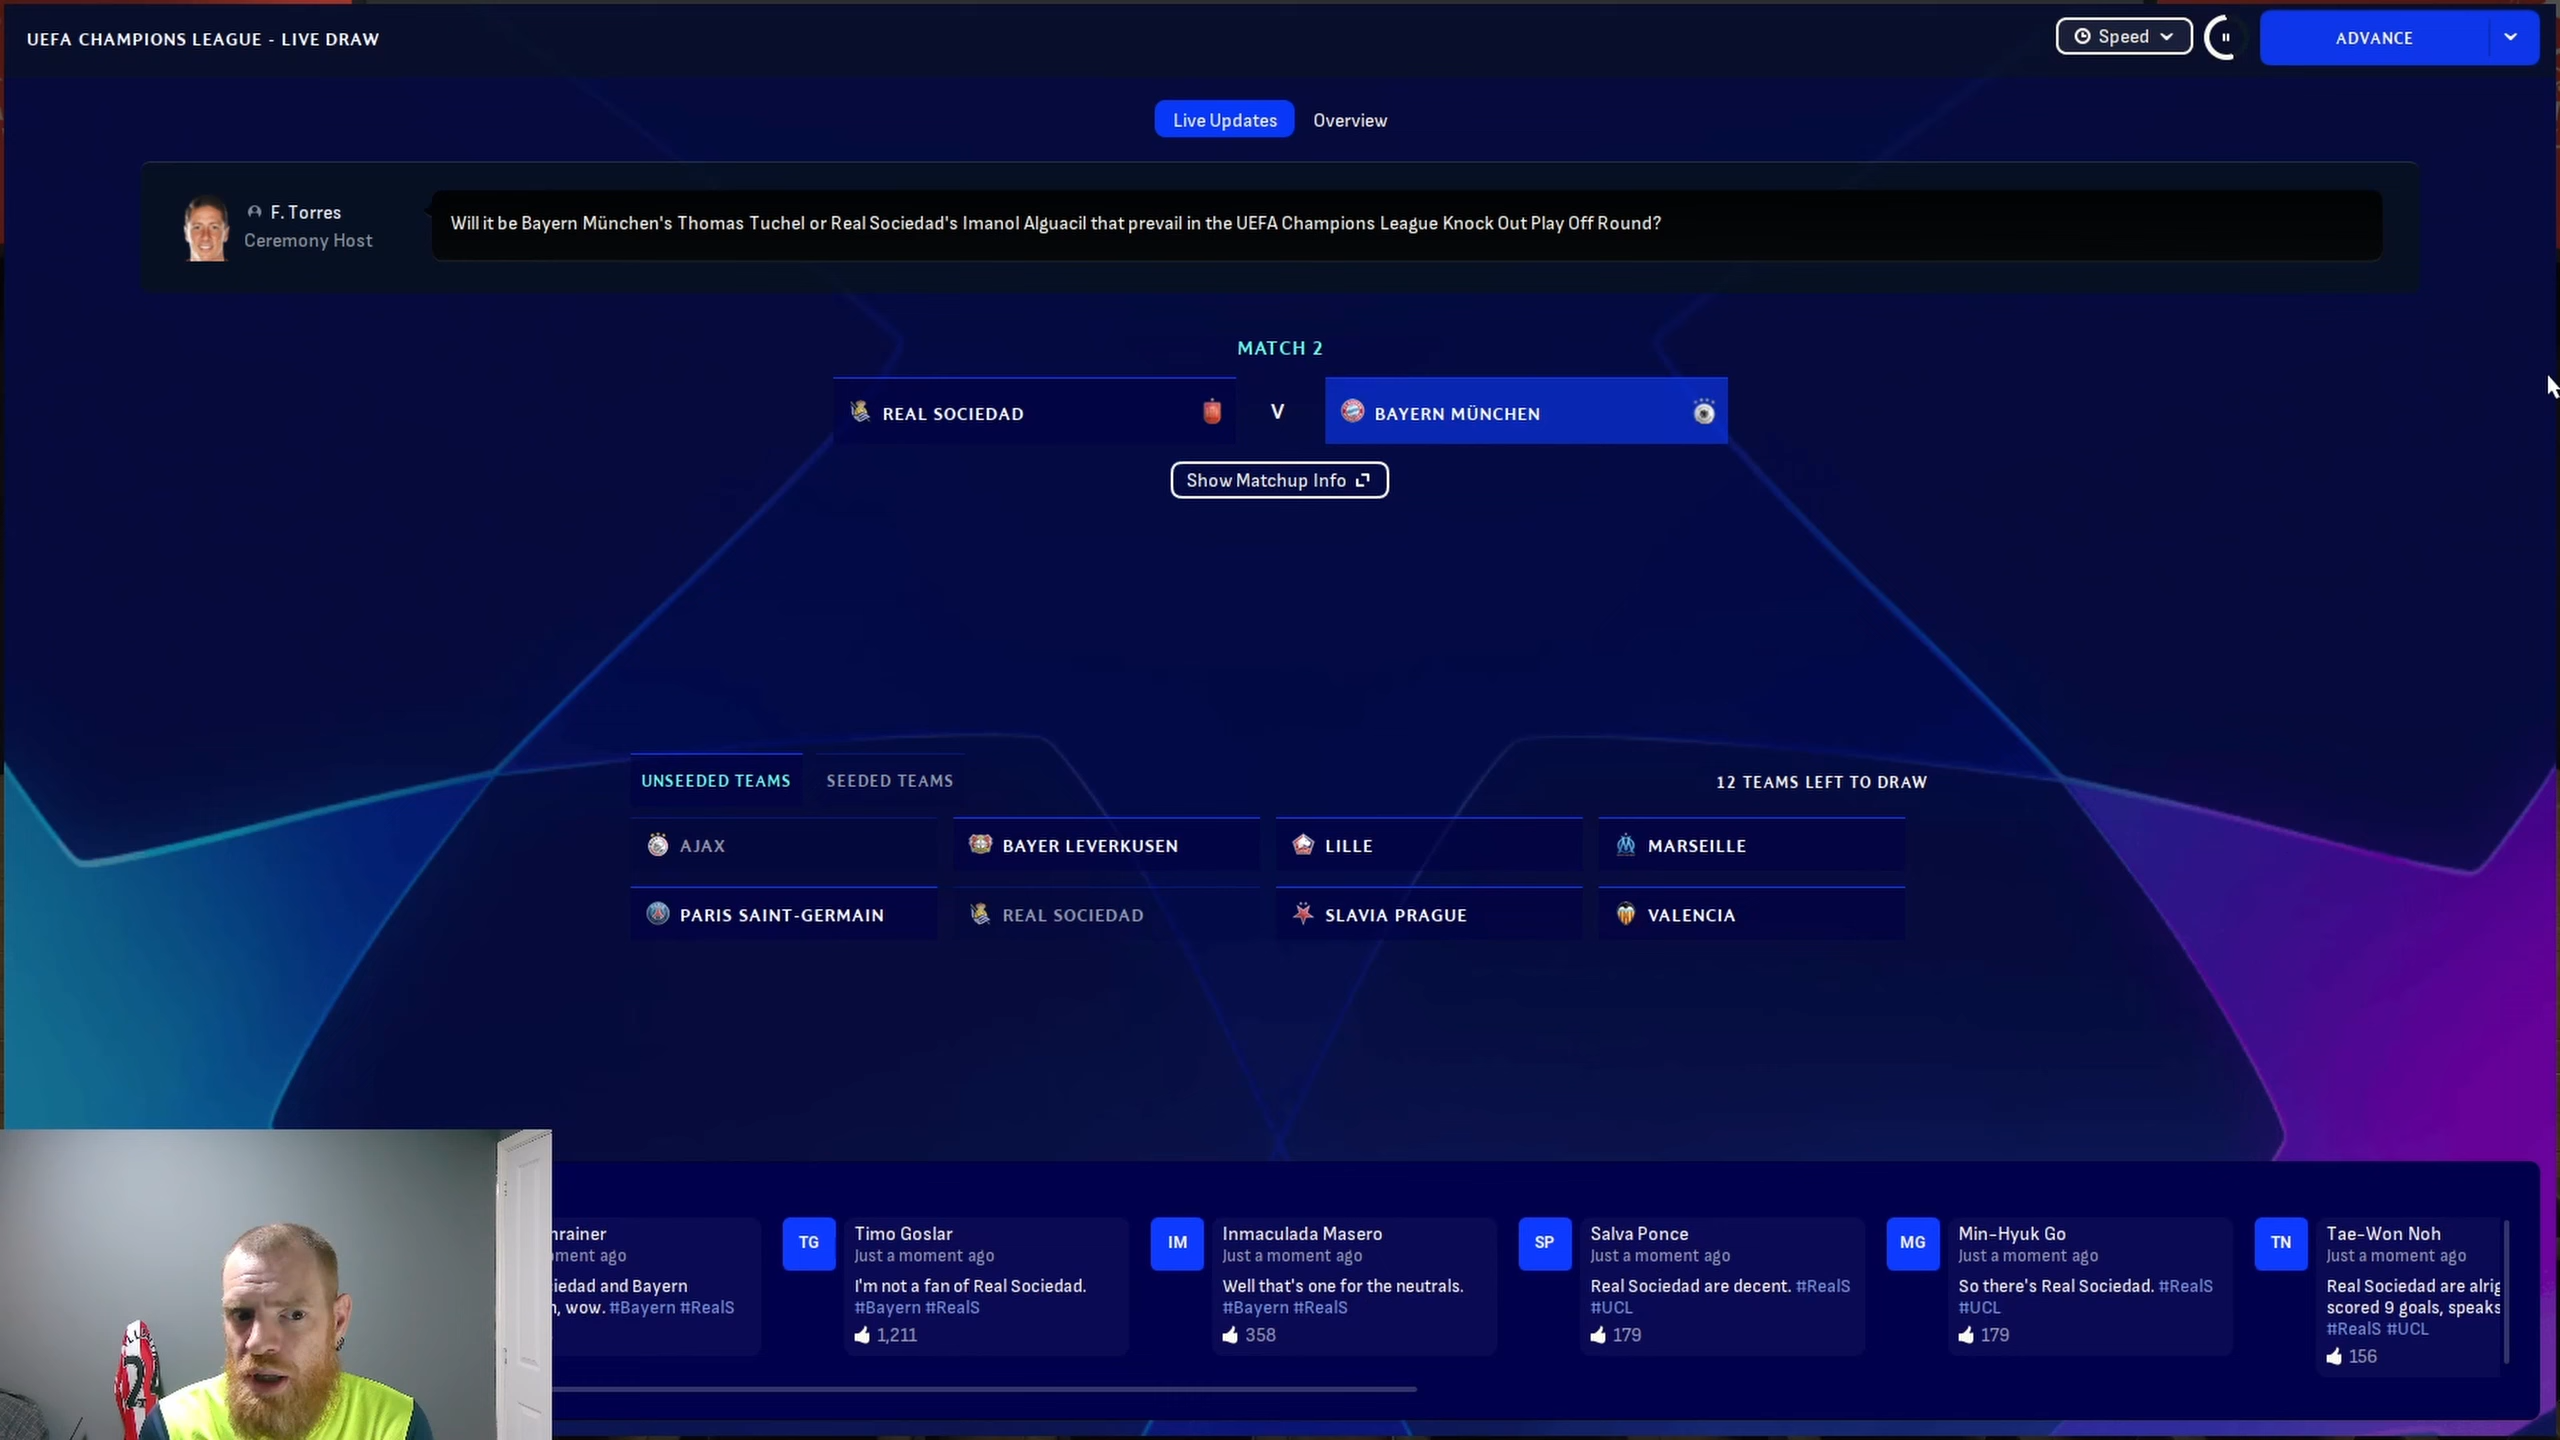 UEFA CHAMPIONS LEAGUE - LIVE DRAW
Speed
ADVANCE
Live Updates
Overview
F. Torres
Ceremony Host
Will it be Bayern München's Thomas Tuchel or Real Sociedad's Imanol Alguacil that prevail in the UEFA Champions League Knock Out Play Off Round?
MATCH 2
REAL SOCIEDAD
V
BAYERN MÜNCHEN
Show Matchup Info
UNSEEDED TEAMS
SEEDED TEAMS
12 TEAMS LEFT TO DRAW
AJAX
BAYER LEVERKUSEN
LILLE
MARSEILLE
PARIS SAINT-GERMAIN
REAL SOCIEDAD
SLAVIA PRAGUE
VALENCIA
wow. #Bayern #RealS
and Bayern
ago
TG
Timo Goslar
Just a moment ago
I'm not a fan of Real Sociedad.
#Bayern #RealS
1,211
IM
Inmaculada Masero
Just a moment ago
Well that's one for the neutrals.
#Bayern #RealS
358
SP
Salva Ponce
Just a moment ago
Real Sociedad are decent. #RealS
#UCL
179
MG
Min-Hyuk Go
Just a moment ago
So there's Real Sociedad. #RealS
#UCL
179
TN
Tae-Won Noh
Just a moment ago
Real Sociedad are
scored 9 goals, speaks
#RealS #UCL
156